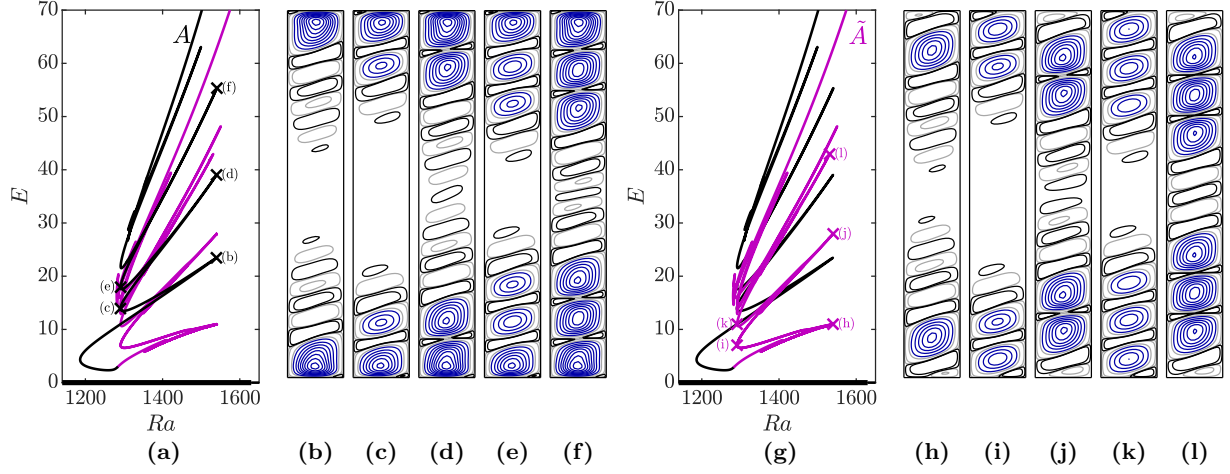 70
60
50
40
30
20
10
0
E
1200 1400 1600
Ra
A
(f)
(d)
(b)
(e)
(c)
(a) (b) (c) (d) (e) (f)
70
60
50
40
30
20
10
0
E
1200 1400 1600
Ra
Ã
(l)
(j)
(k)
(h)
(i)
(g) (h) (i) (j) (k) (l)